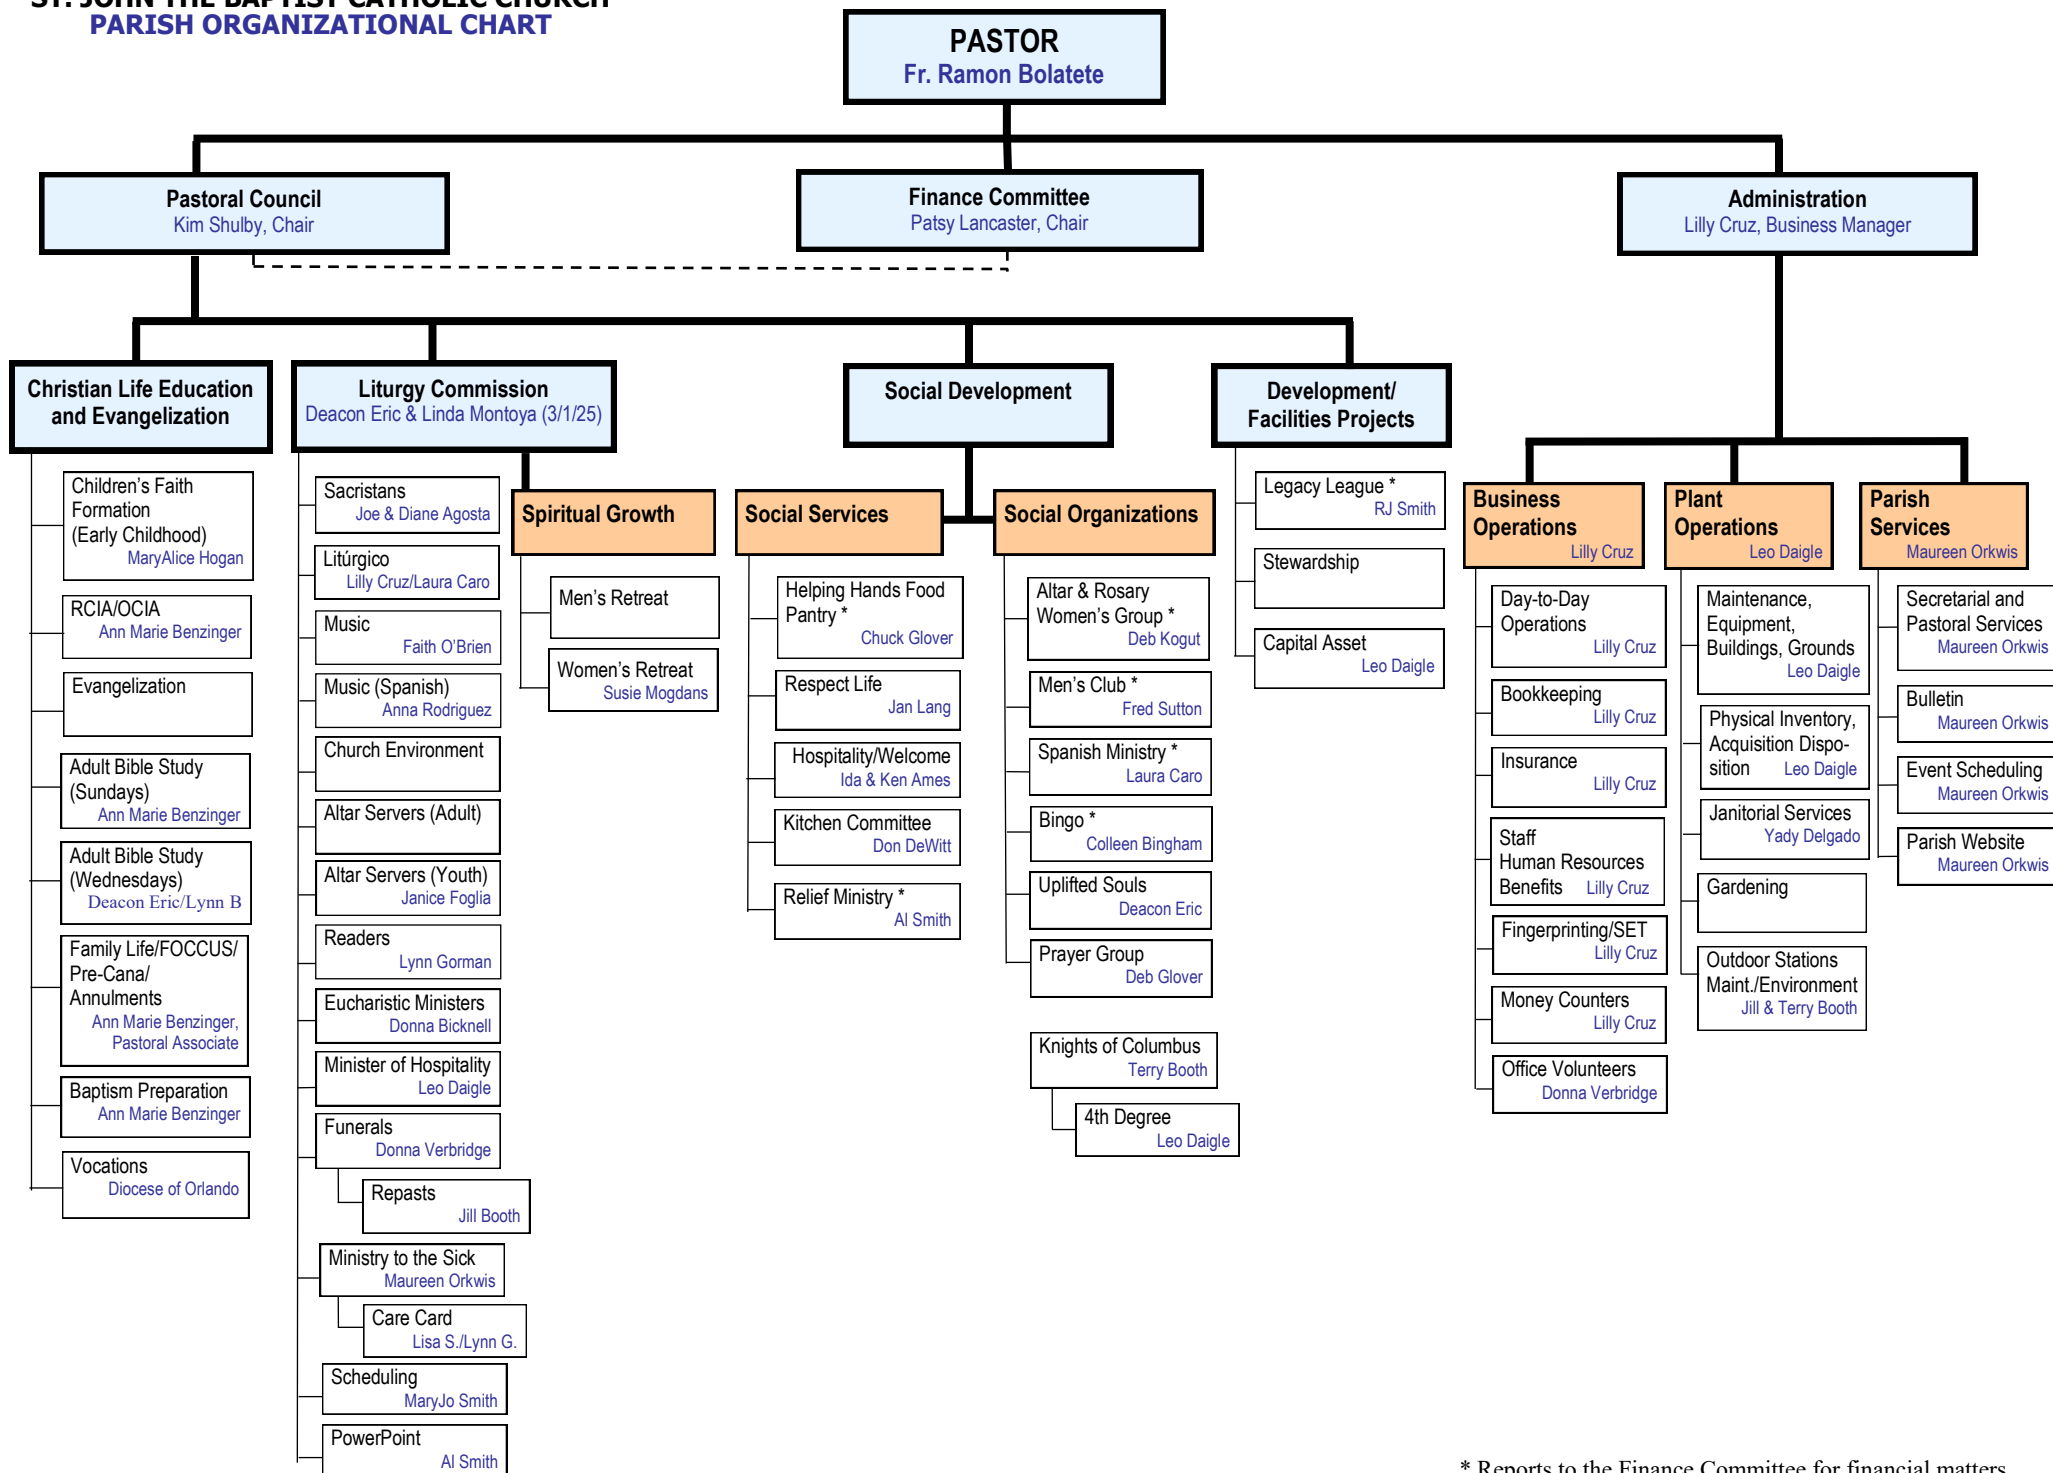 ST. JOHN THE BAPTIST CATHOLIC CHURCH
PARISH ORGANIZATIONAL CHART
PASTOR
Fr. Ramon Bolatete
Pastoral Council
Kim Shulby, Chair
Finance Committee
Patsy Lancaster, Chair
Administration
Lilly Cruz, Business Manager
Christian Life Education
and Evangelization
Children’s Faith
Formation
(Early Childhood)
MaryAlice Hogan
RCIA/OCIA
Ann Marie Benzinger
Evangelization
Adult Bible Study
(Sundays)
Ann Marie Benzinger
Adult Bible Study
(Wednesdays)
Deacon Eric/Lynn B
Family Life/FOCCUS/
Pre-Cana/
Annulments
Ann Marie Benzinger,
Pastoral Associate
Baptism Preparation
Ann Marie Benzinger
Vocations
Diocese of Orlando
Liturgy Commission
Deacon Eric & Linda Montoya (3/1/25)
Sacristans
Joe & Diane Agosta
Litúrgico
Lilly Cruz/Laura Caro
Music
Faith O’Brien
Music (Spanish)
Anna Rodriguez
Church Environment
Altar Servers (Adult)
Altar Servers (Youth)
Janice Foglia
Readers
Lynn Gorman
Eucharistic Ministers
Donna Bicknell
Minister of Hospitality
Leo Daigle
Funerals
Donna Verbridge
Repasts
Jill Booth
Ministry to the Sick
Maureen Orkwis
Care Card
Lisa S./Lynn G.
Scheduling
MaryJo Smith
PowerPoint
Al Smith
Spiritual Growth
Men’s Retreat
Women’s Retreat
Susie Mogdans
Social Development
Social Services
Helping Hands Food
Pantry *
Chuck Glover
Respect Life
Jan Lang
Hospitality/Welcome
Ida & Ken Ames
Kitchen Committee
Don DeWitt
Relief Ministry *
Al Smith
Social Organizations
Altar & Rosary
Women’s Group *
Deb Kogut
Men’s Club *
Fred Sutton
Spanish Ministry *
Laura Caro
Bingo *
Colleen Bingham
Uplifted Souls
Deacon Eric
Prayer Group
Deb Glover
Knights of Columbus
Terry Booth
4th Degree
Leo Daigle
Development/
Facilities Projects
Legacy League *
RJ Smith
Stewardship
Capital Asset
Leo Daigle
Business
Operations
Lilly Cruz
Day-to-Day
Operations
Lilly Cruz
Bookkeeping
Lilly Cruz
Insurance
Lilly Cruz
Staff
Human Resources
Benefits Lilly Cruz
Fingerprinting/SET
Lilly Cruz
Money Counters
Lilly Cruz
Office Volunteers
Donna Verbridge
Plant
Operations
Leo Daigle
Maintenance,
Equipment,
Buildings, Grounds
Leo Daigle
Physical Inventory,
Acquisition Dispo-
sition Leo Daigle
Janitorial Services
Yady Delgado
Gardening
Outdoor Stations
Maint./Environment
Jill & Terry Booth
Parish
Services
Maureen Orkwis
Secretarial and
Pastoral Services
Maureen Orkwis
Bulletin
Maureen Orkwis
Event Scheduling
Maureen Orkwis
Parish Website
Maureen Orkwis
* Reports to the Finance Committee for financial matters